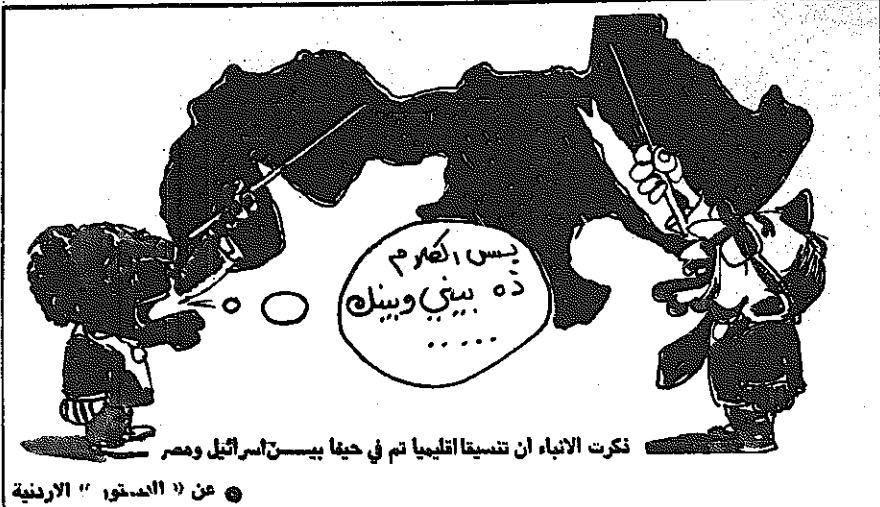 بس الكلام
ده بيني وبينك
.....
ذكرت الانباء ان تنسيقا اقليميا تم في حيفا بيـــن اسرائيل ومصر
● عن « الدستور » الاردنية